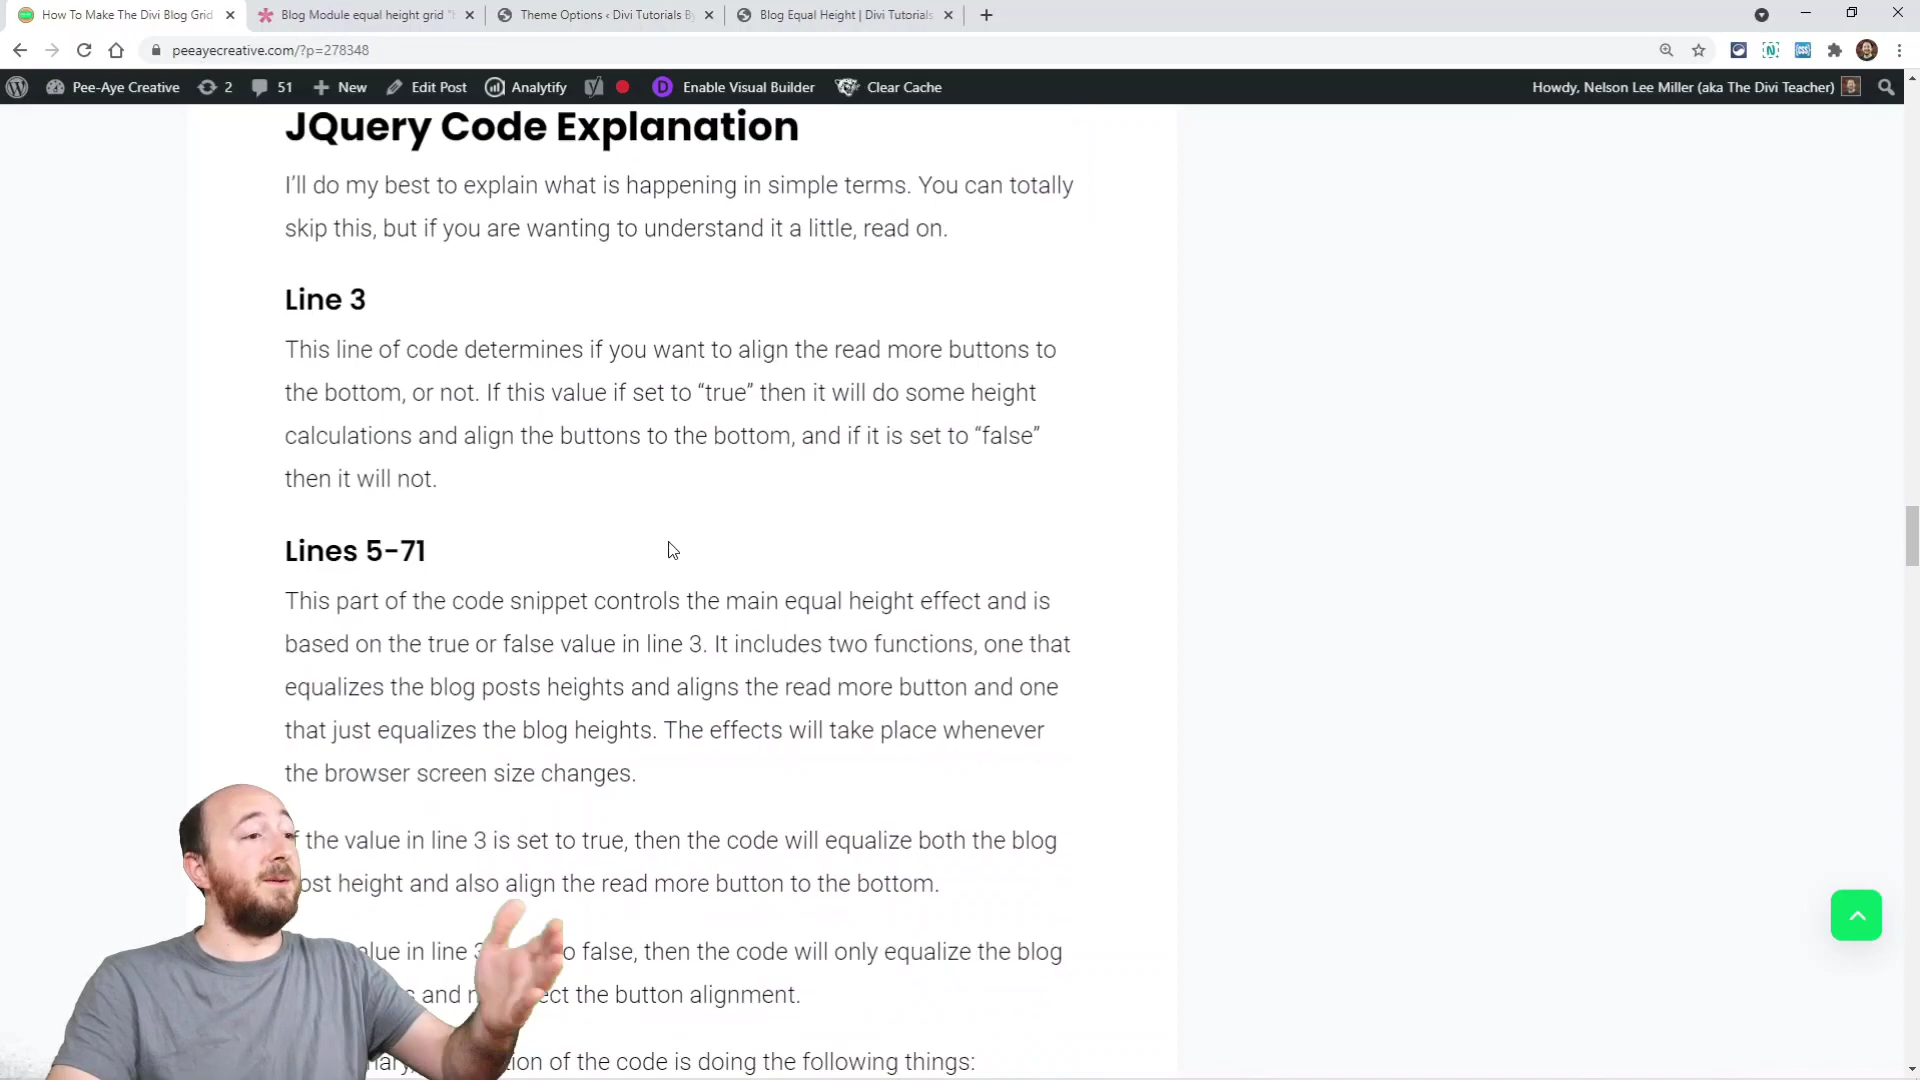 How To Make The Divi Blog Grid
Blog Module equal height grid "b
Theme Options ‹ Divi Tutorials By
Blog Equal Height | Divi Tutorials
peeayecreative.com/?p=278348
Pee-Aye Creative
2
51
New
Edit Post
Analytify
D
Enable Visual Builder
Clear Cache
Howdy, Nelson Lee Miller (aka The Divi Teacher)
JQuery Code Explanation
I'll do my best to explain what is happening in simple terms. You can totally
skip this, but if you are wanting to understand it a little, read on.
Line 3
This line of code determines if you want to align the read more buttons to
the bottom, or not. If this value if set to “true” then it will do some height
calculations and align the buttons to the bottom, and if it is set to “false”
then it will not.
Lines 5-71
This part of the code snippet controls the main equal height effect and is
based on the true or false value in line 3. It includes two functions, one that
equalizes the blog posts heights and aligns the read more button and one
that just equalizes the blog heights. The effects will take place whenever
the browser screen size changes.
the value in line 3 is set to true, then the code will equalize both the blog
height and also align the read more button to the bottom.
in line false, then the code will only equalize the blog
and the button alignment.
of the code is doing the following things: